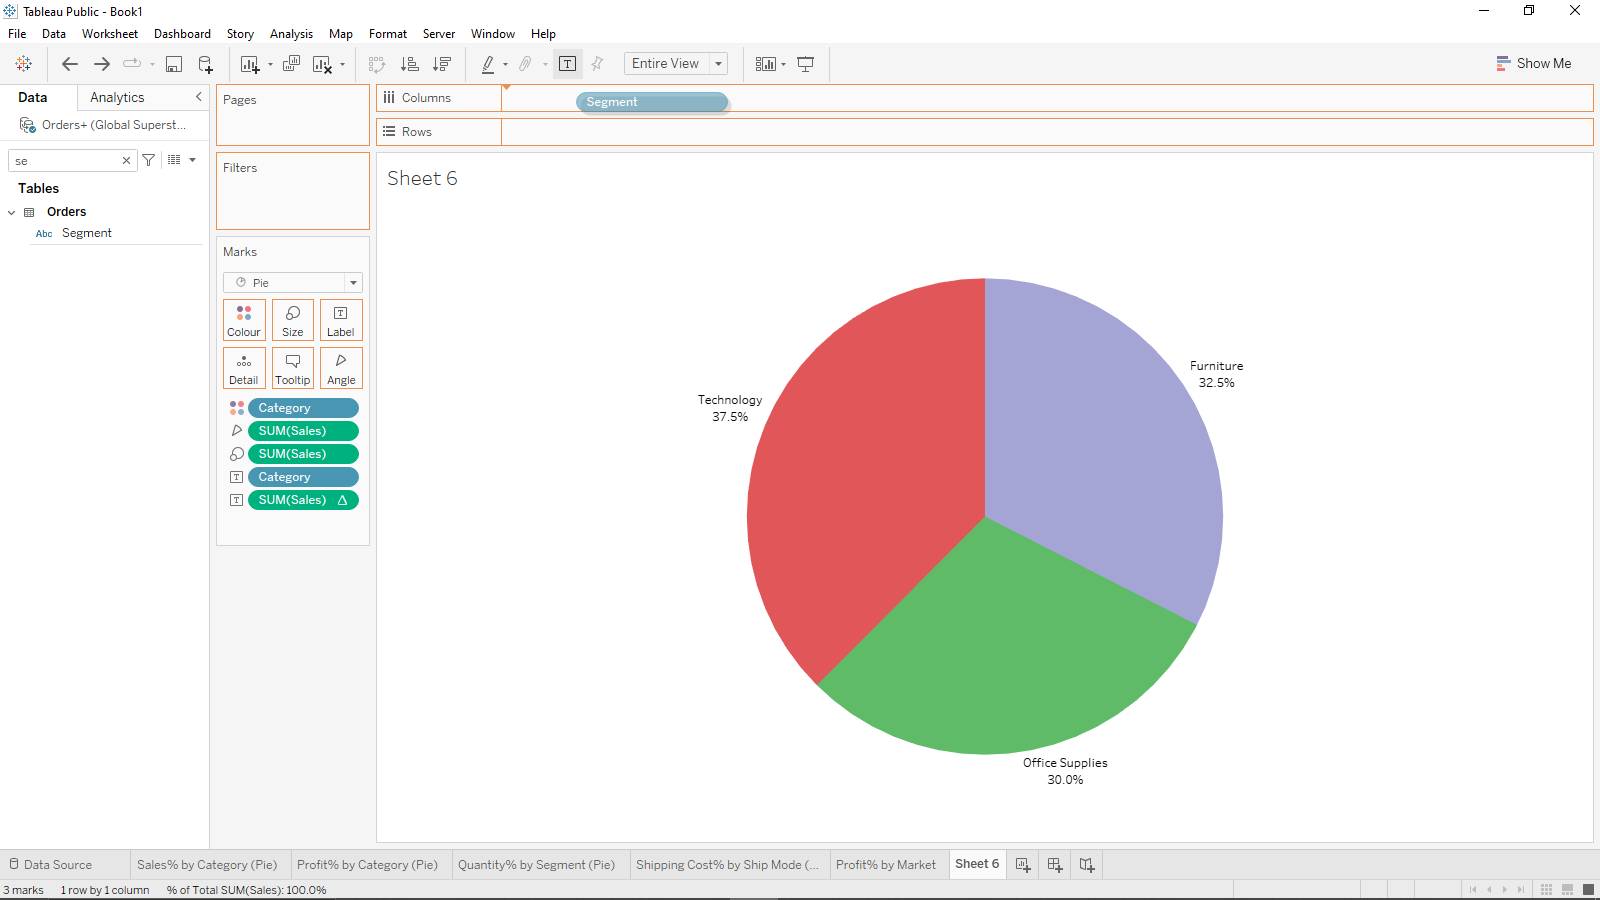 Tableau Public - Book1
File Data Worksheet Dashboard Story Analysis Map Format Server Window Help
Entire View
Show Me
Data Analytics
Orders+ (Global Superst...
se
Tables
Orders
Abc Segment
Pages
Filters
Marks
Pie
Colour Size Label
Detail Tooltip Angle
Category
SUM(Sales)
SUM(Sales)
Category
SUM(Sales) Δ
Columns Segment
Rows
Sheet 6
Furniture
32.5%
Technology
37.5%
Office Supplies
30.0%
Data Source Sales% by Category (Pie) Profit% by Category (Pie) Quantity% by Segment (Pie) Shipping Cost% by Ship Mode (... Profit% by Market Sheet 6
3 marks 1 row by 1 column % of Total SUM(Sales): 100.0%